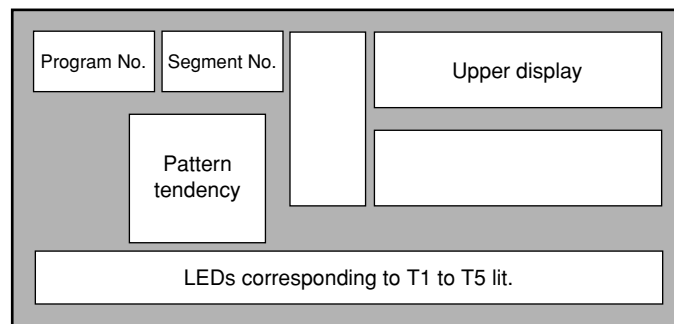 Program No.
Segment No.
Upper display
Pattern
tendency
LEDs corresponding to T1 to T5 lit.